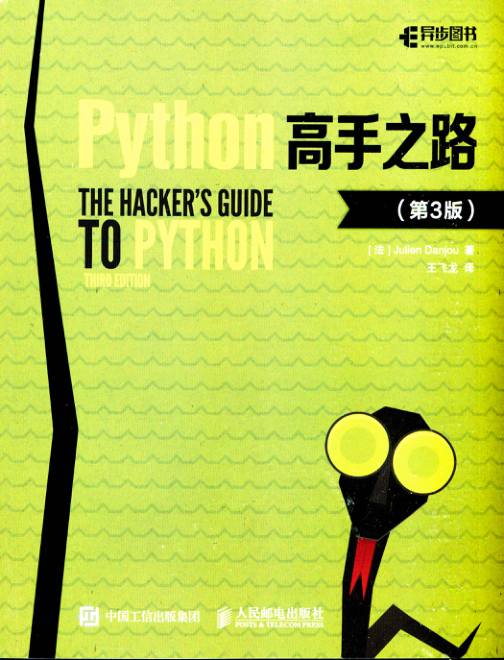 异步图书
www.epubit.com.cn
Python 高手之路
THE HACKER'S GUIDE
TO PYTHON
THIRD EDITION
（第3版）
[法] Julien Danjou 著
王飞龙 译
中国工信出版集团
人民邮电出版社
POSTS & TELECOM PRESS